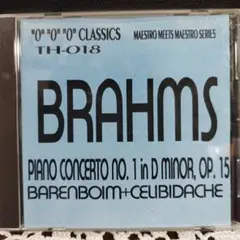 "O" "O" "O" CLASSICS MAESTRO MEETS MAESTRO SERIES
TH-018
BRAHMS
PIANO CONCERTO NO. 1 in D MINOR, OP. 15
BARENBOIM+CELIBIDACHE